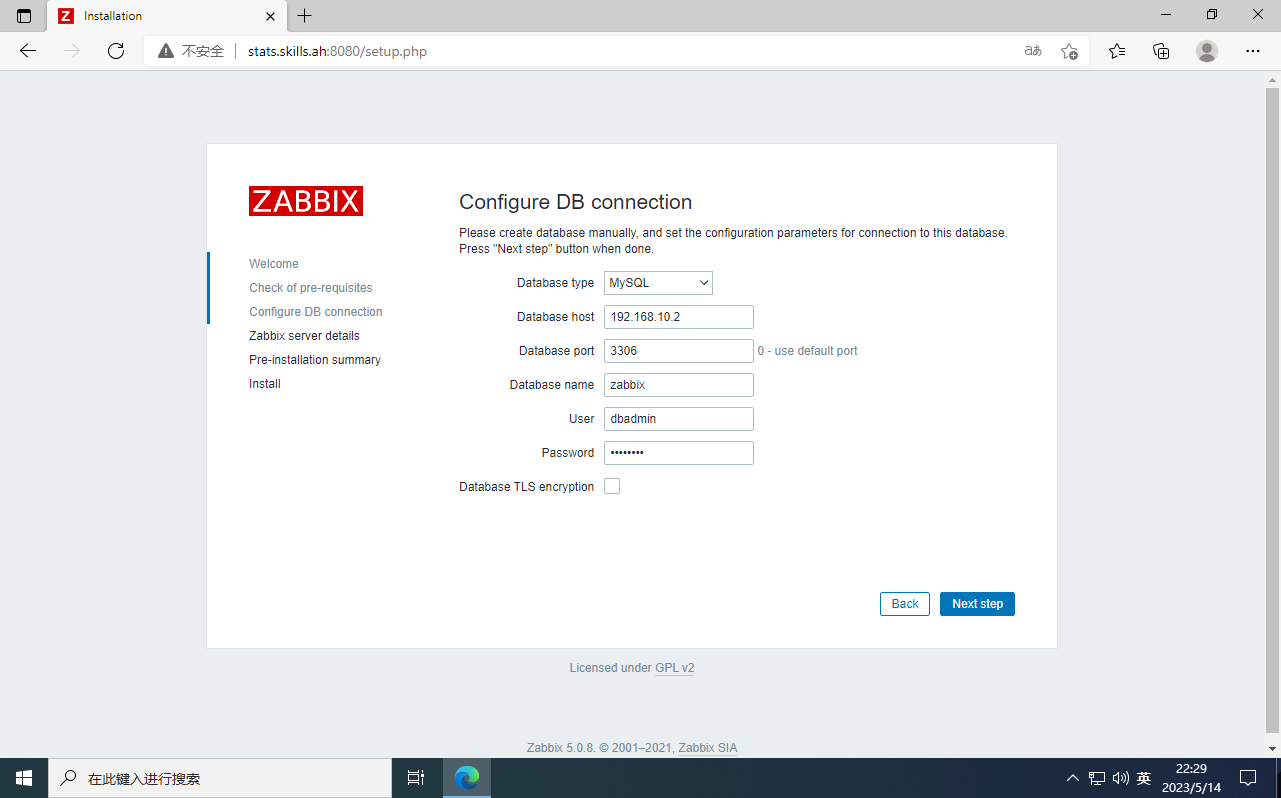 Z Installation
不安全 stats.skills.ah:8080/setup.php aあ
ZABBIX
Welcome
Check of pre-requisites
Configure DB connection
Zabbix server details
Pre-installation summary
Install
Configure DB connection
Please create database manually, and set the configuration parameters for connection to this database.
Press "Next step" button when done.
Database type MySQL
Database host 192.168.10.2
Database port 3306 0 - use default port
Database name zabbix
User dbadmin
Password ••••••••
Database TLS encryption
Back Next step
Licensed under GPL v2
Zabbix 5.0.8. © 2001–2021, Zabbix SIA
在此键入进行搜索
英
22:29
2023/5/14